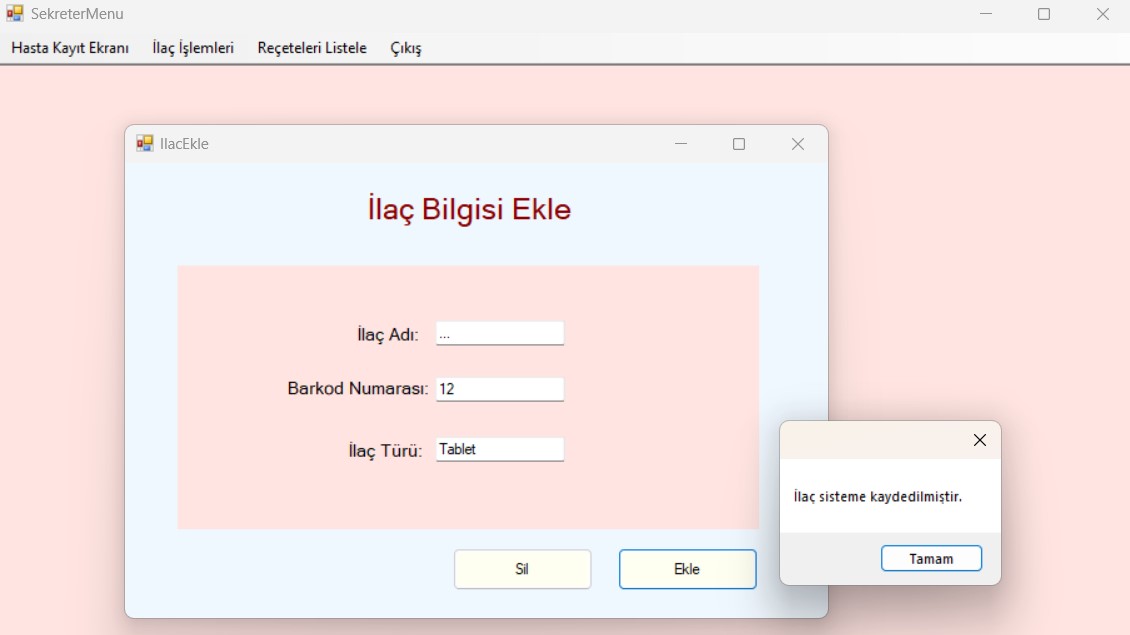 SekreterMenu
Hasta Kayıt Ekranı İlaç İşlemleri Reçeteleri Listele Çıkış
IlacEkle
İlaç Bilgisi Ekle
İlaç Adı: ...
Barkod Numarası: 12
İlaç Türü: Tablet
Sil Ekle
İlaç sisteme kaydedilmiştir.
Tamam